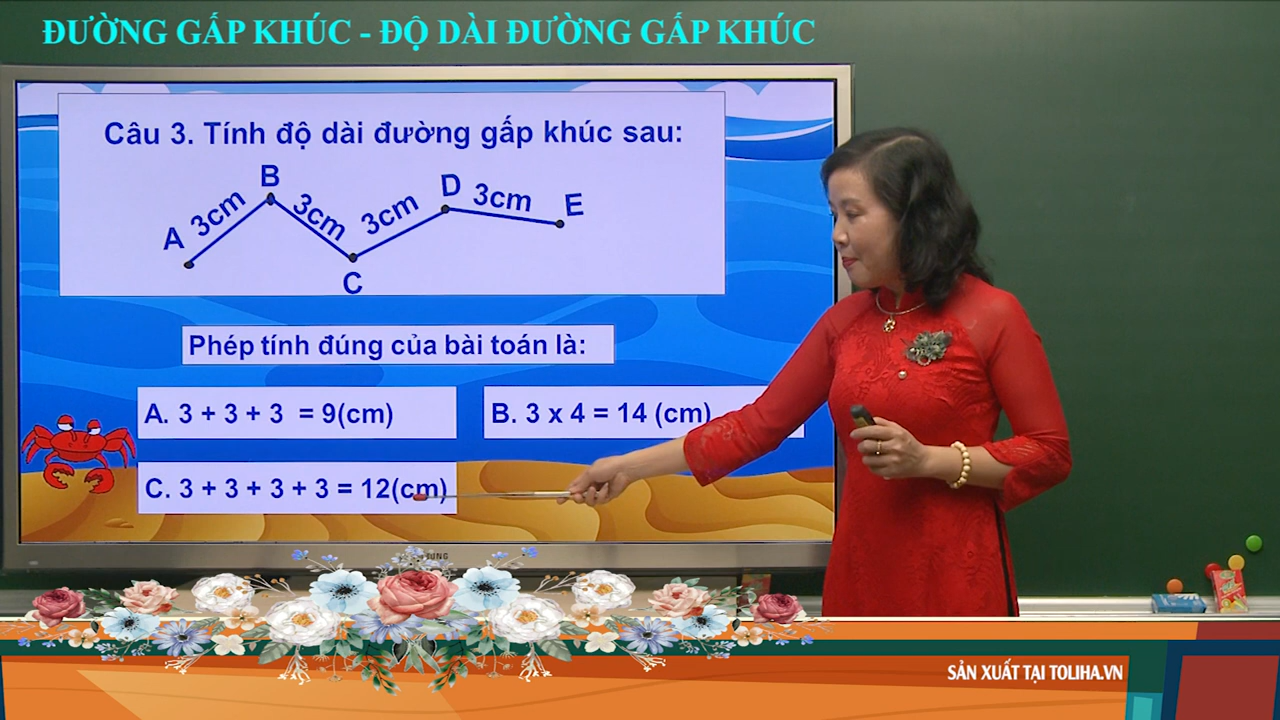 ĐƯỜNG GẤP KHÚC - ĐỘ DÀI ĐƯỜNG GẤP KHÚC
Câu 3. Tính độ dài đường gấp khúc sau:
A 3cm B 3cm C 3cm D 3cm E
Phép tính đúng của bài toán là:
A. 3 + 3 + 3 = 9(cm)
B. 3 x 4 = 14 (cm)
C. 3 + 3 + 3 + 3 = 12(cm)
SẢN XUẤT TẠI TOLIHA.VN